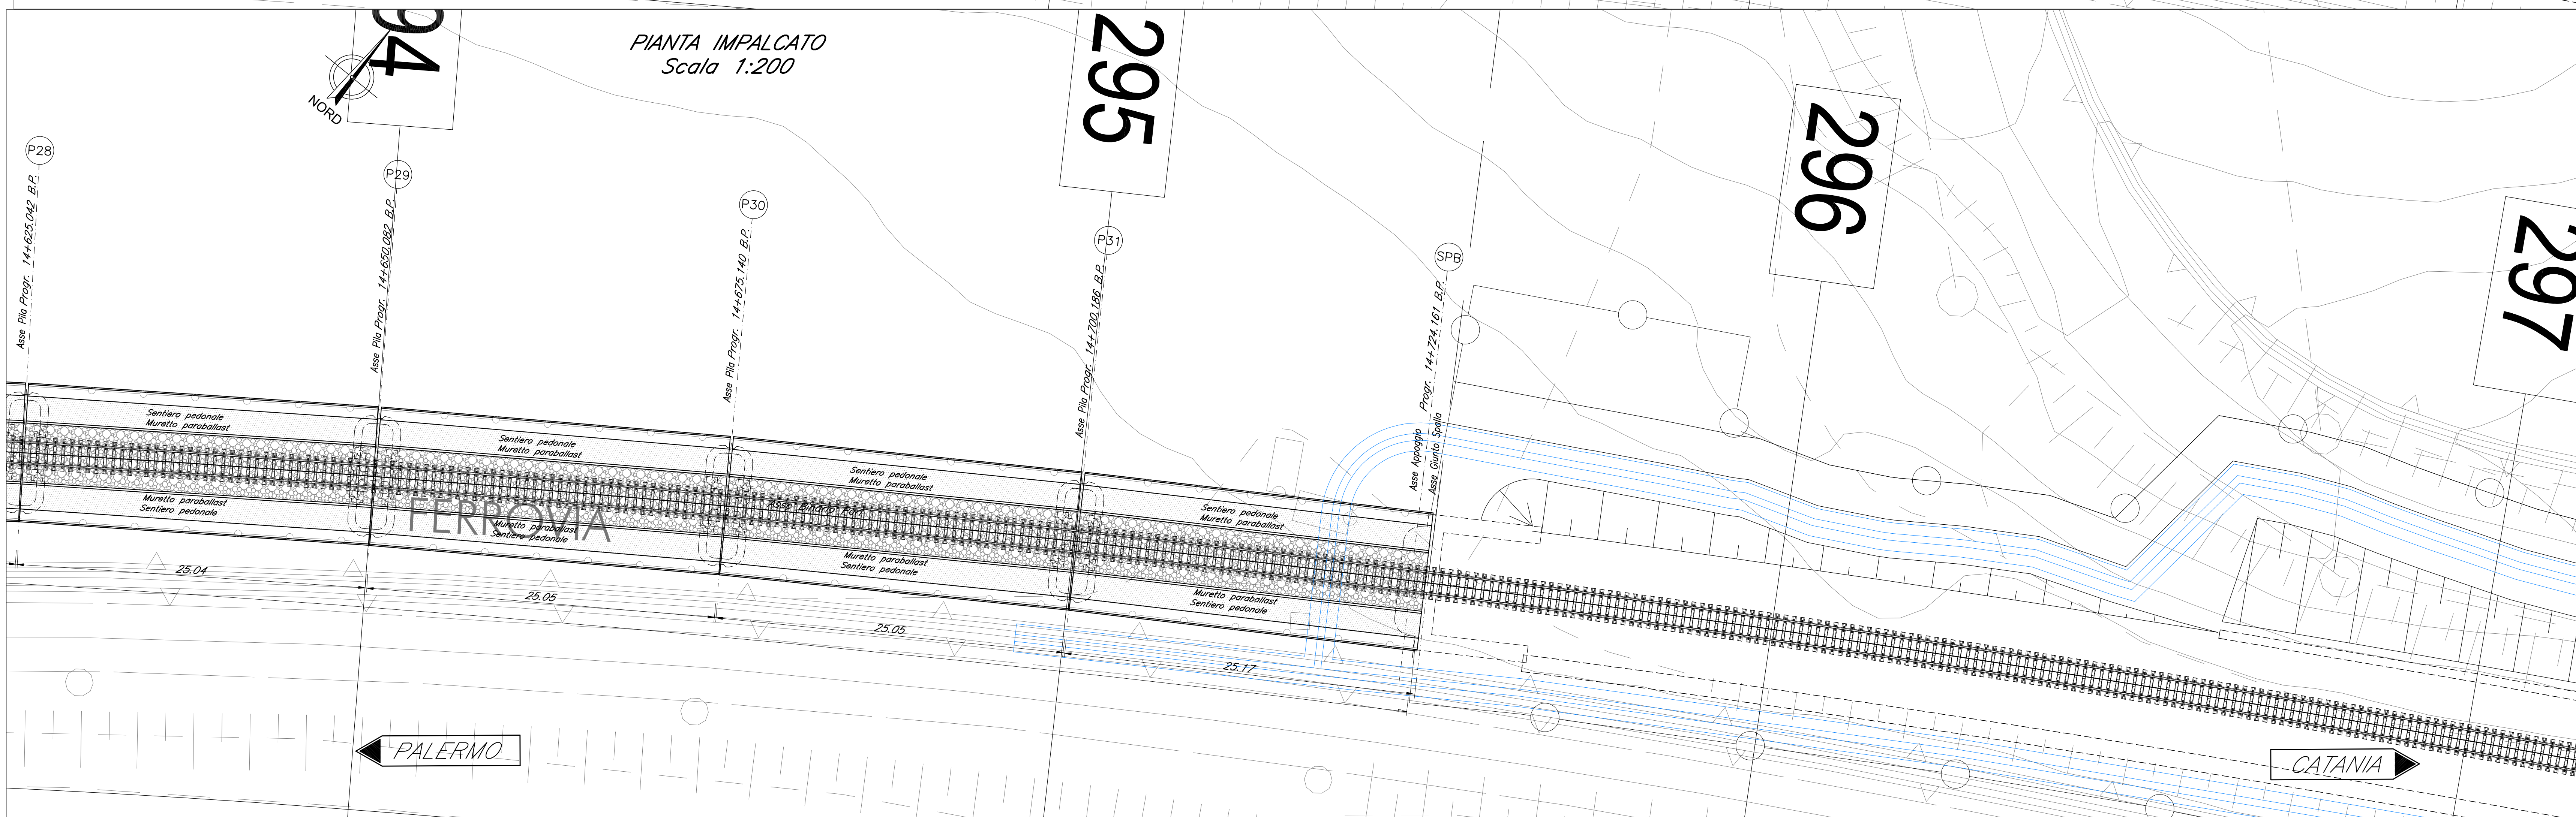 94
PIANTA IMPALCATO
Scala 1:200
NORD
295
296
297
P28
P29
P30
P31
SPB
Asse Pila Progr. 14+625.042 B.P.
Asse Pila Progr. 14+650.082 B.P.
Asse Pila Progr. 14+675.140 B.P.
Asse Pila Progr. 14+700.186 B.P.
Asse Appoggio Progr. 14+724.161 B.P.
Asse Giunto Spalla
Sentiero pedonale
Muretto paraballast
Sentiero pedonale
Muretto paraballast
Sentiero pedonale
Muretto paraballast
Sentiero pedonale
Muretto paraballast
Muretto paraballast
Sentiero pedonale
FERROVIA
Muretto paraballast
Sentiero pedonale
Asse Binario Pari
Muretto paraballast
Sentiero pedonale
Muretto paraballast
Sentiero pedonale
25.04
25.05
25.05
25.17
PALERMO
CATANIA